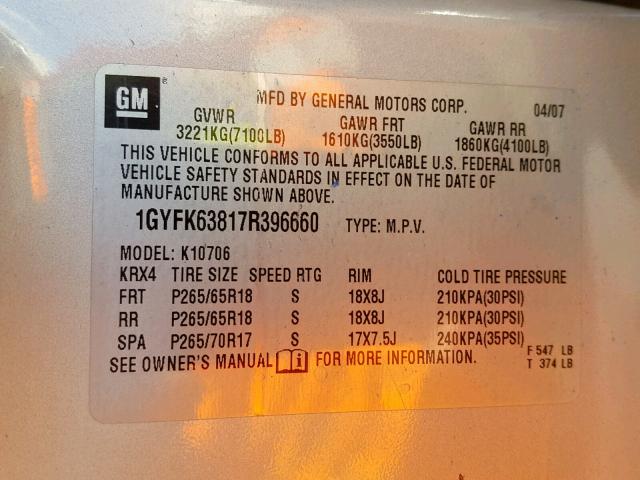 GM ®
MFD BY GENERAL MOTORS CORP. 04/07
GVWR GAWR FRT GAWR RR
3221KG(7100LB) 1610KG(3550LB) 1860KG(4100LB)
THIS VEHICLE CONFORMS TO ALL APPLICABLE U.S. FEDERAL MOTOR
VEHICLE SAFETY STANDARDS IN EFFECT ON THE DATE OF
MANUFACTURE SHOWN ABOVE.
1GYFK63817R396660 TYPE: M.P.V.
MODEL: K10706
KRX4 TIRE SIZE SPEED RTG RIM COLD TIRE PRESSURE
FRT P265/65R18 S 18X8J 210KPA(30PSI)
RR P265/65R18 S 18X8J 210KPA(30PSI)
SPA P265/70R17 S 17X7.5J 240KPA(35PSI)
SEE OWNER'S MANUAL i FOR MORE INFORMATION.
F 547 LB
T 374 LB